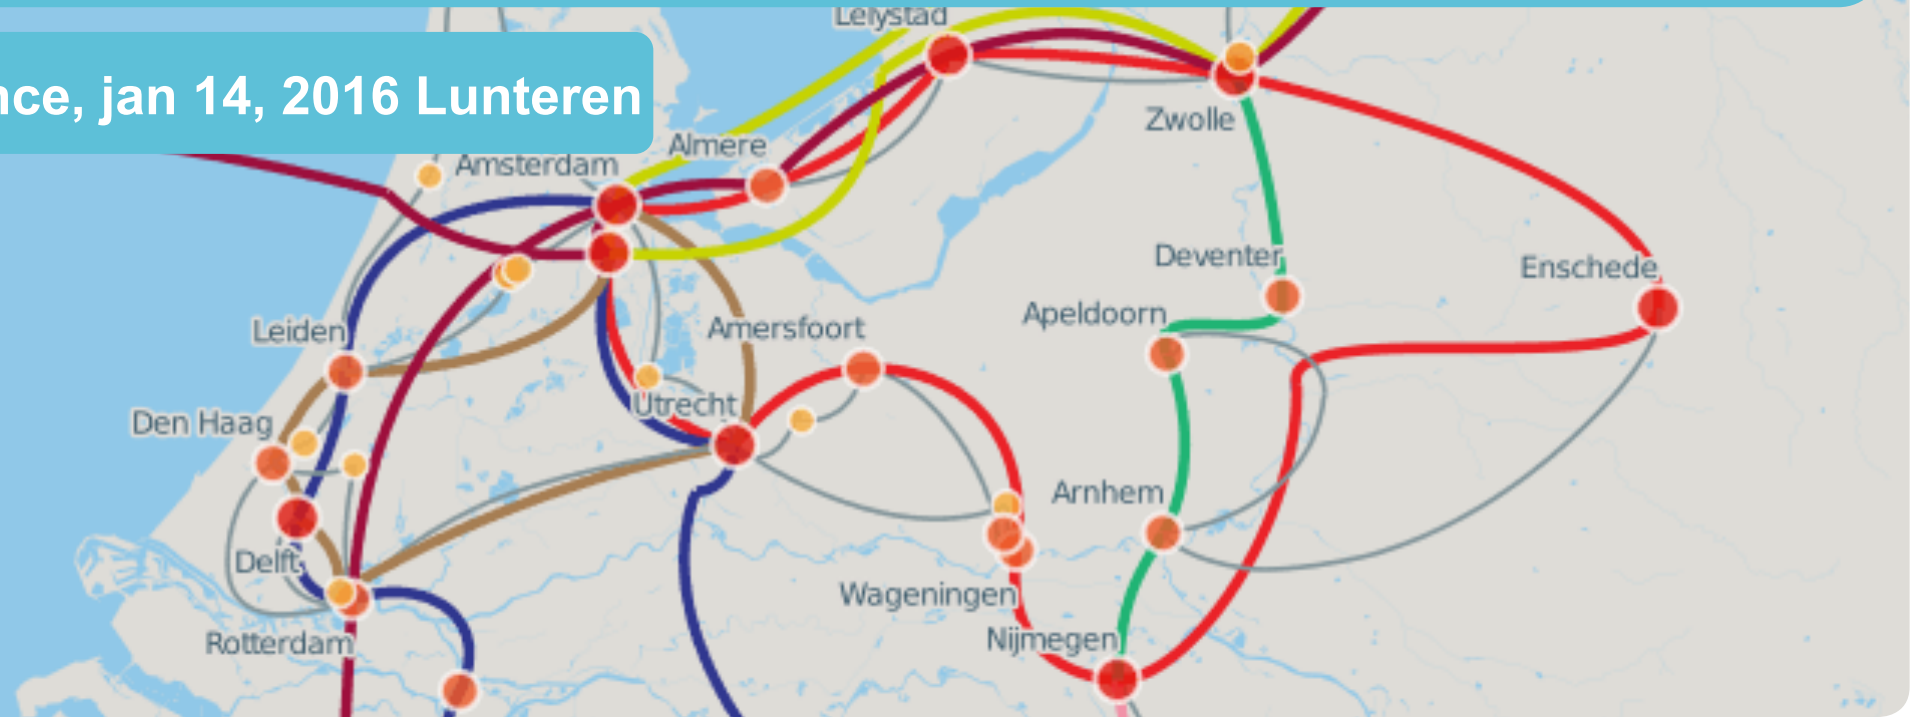 Lelystad
nce, jan 14, 2016 Lunteren
Zwolle
Almere
Amsterdam
Deventer
Enschede
Apeldoorn
Leiden
Amersfoort
Utrecht
Den Haag
Arnhem
Delft
Wageningen
Rotterdam
Nijmegen